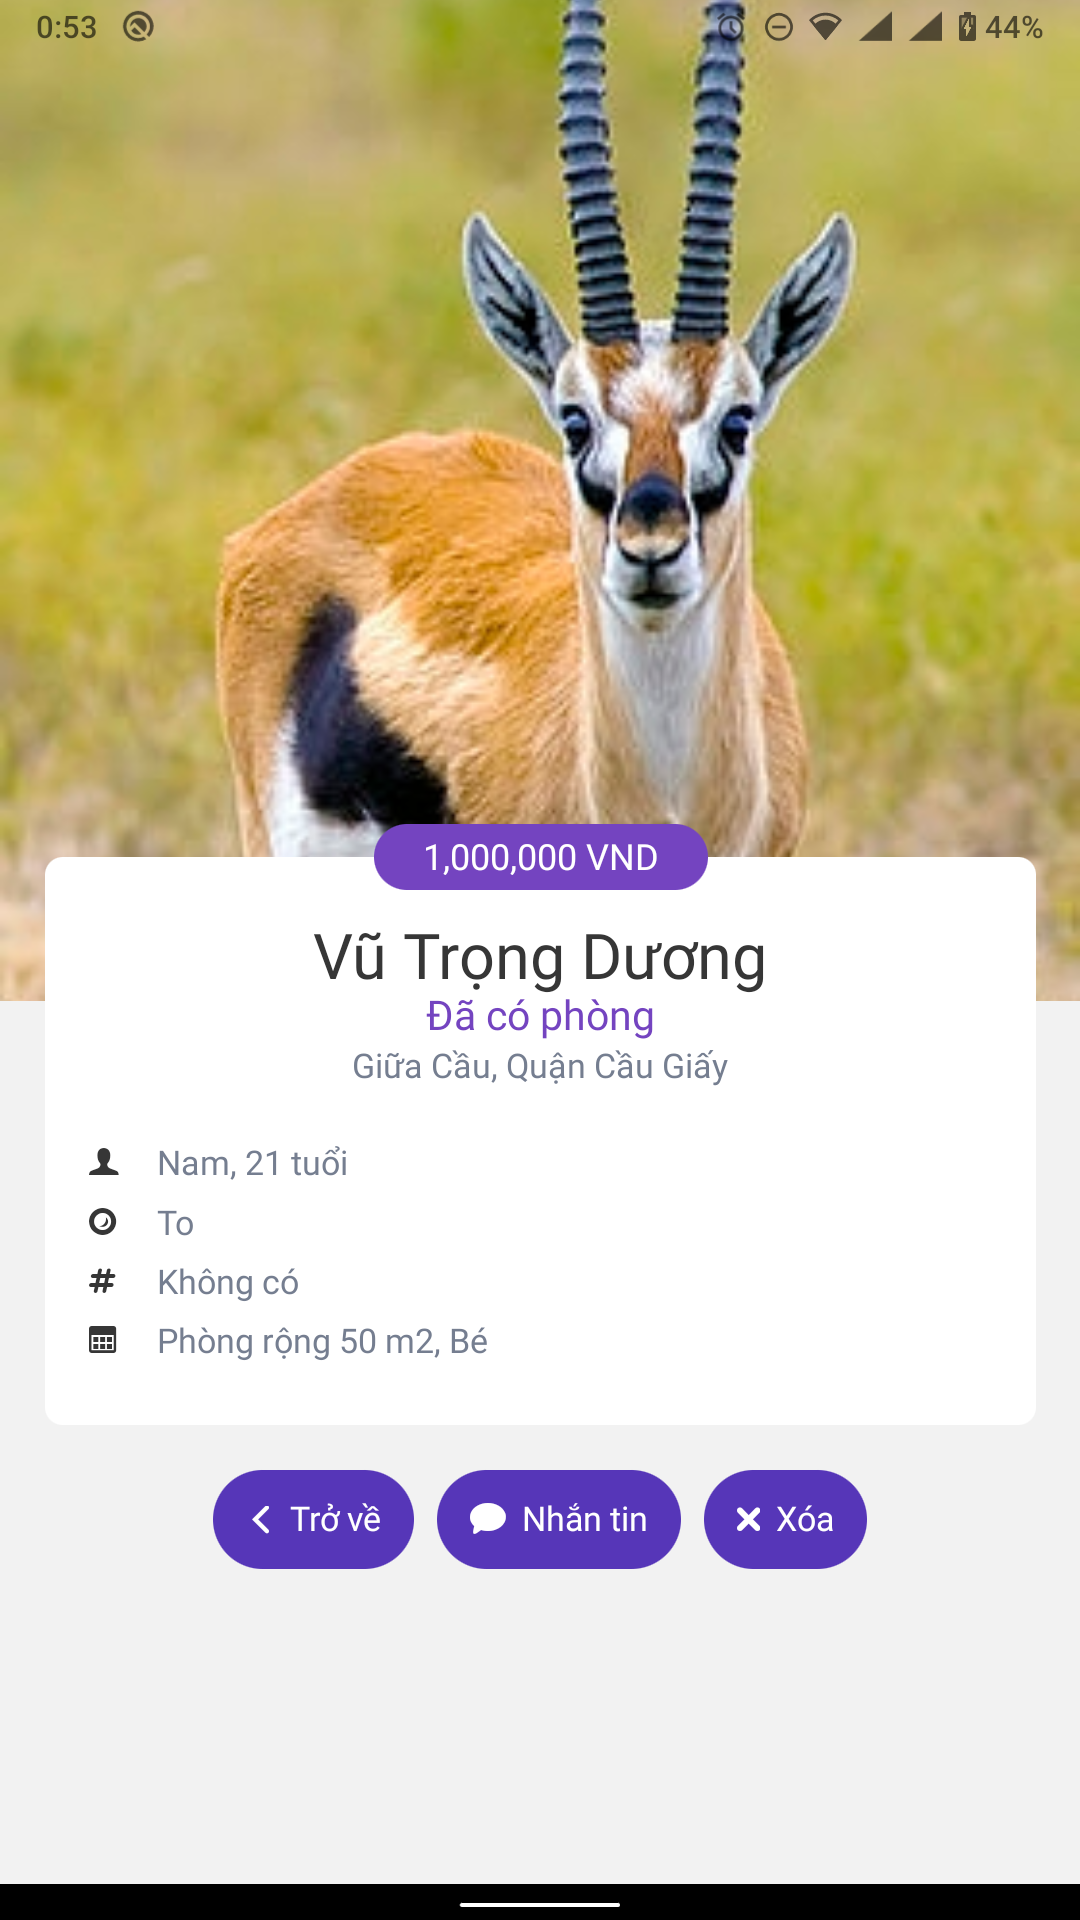 0:53
44%
1,000,000 VND
Vũ Trọng Dương
Đã có phòng
Giữa Cầu, Quận Cầu Giấy
Nam, 21 tuổi
To
Không có
Phòng rộng 50 m2, Bé
Trở về
Nhắn tin
Xóa